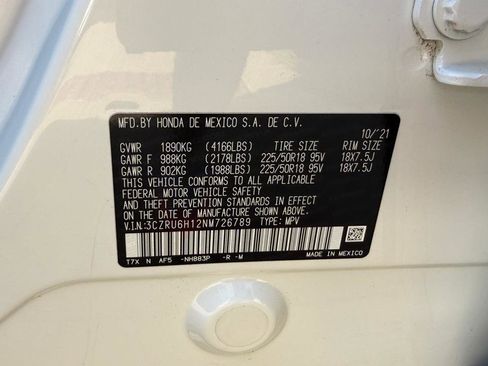 MFD.BY HONDA DE MEXICO S.A. DE C.V. 10/'21
GVWR 1890KG (4166LBS) TIRE SIZE RIM SIZE
GAWR F 988KG (2178LBS) 225/50R18 95V 18X7.5J
GAWR R 902KG (1988LBS) 225/50R18 95V 18X7.5J
THIS VEHICLE CONFORMS TO ALL APPLICABLE
FEDERAL MOTOR VEHICLE SAFETY BUMPER
AND THEFT PREVENTION STANDARDS IN EFFECT
ON THE DATE OF MANUFACTURE SHOWN ABOVE.
V.I.N:3CZRU6H12NM726789 TYPE: MPV
T7X N AF5 -NH883P -R -M MADE IN MEXICO